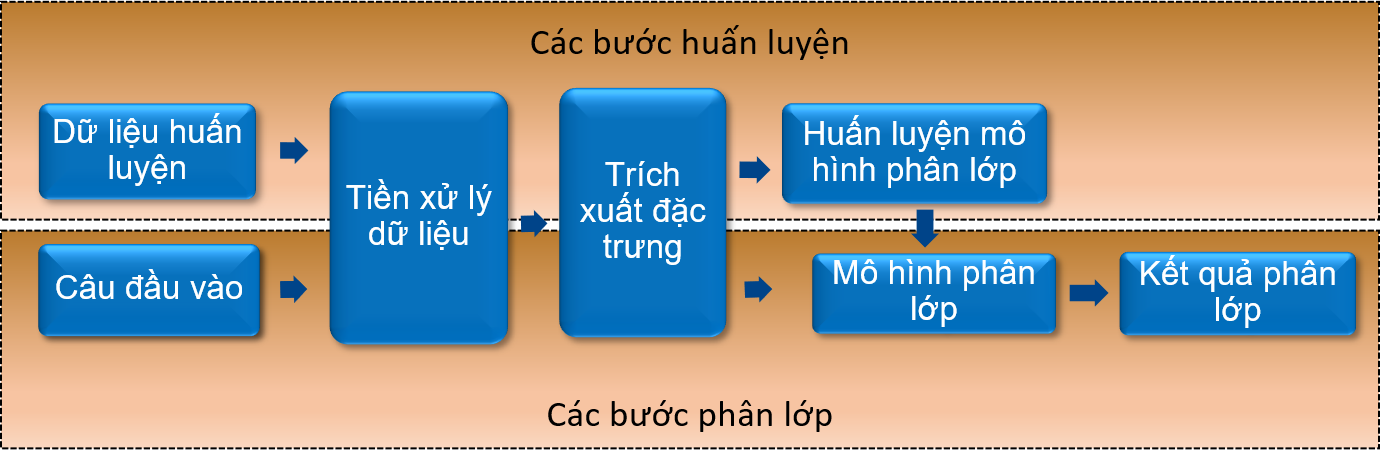 Các bước huấn luyện
Dữ liệu huấn
luyện
Tiền xử lý
dữ liệu
Trích
xuất đặc
trưng
Huấn luyện mô
hình phân lớp
Câu đầu vào
Mô hình phân
lớp
Kết quả phân
lớp
Các bước phân lớp